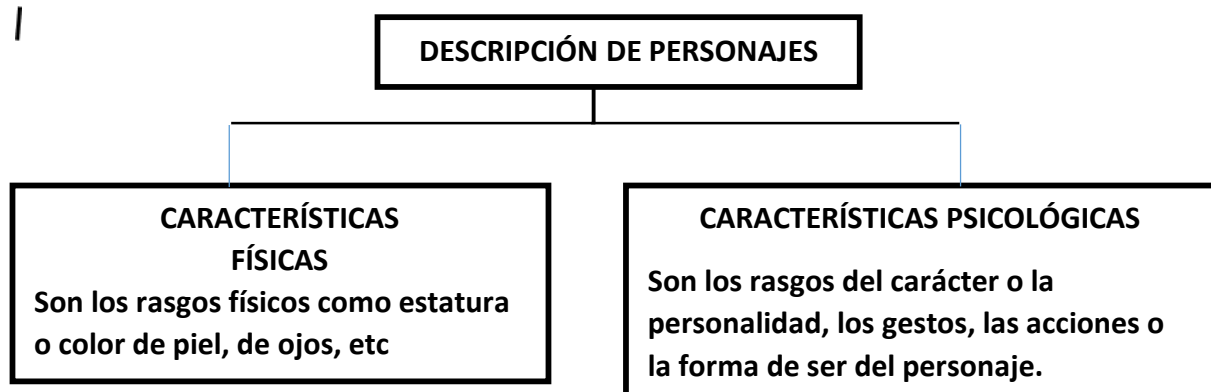 DESCRIPCIÓN DE PERSONAJES
CARACTERÍSTICAS
FÍSICAS
Son los rasgos físicos como estatura
o color de piel, de ojos, etc
CARACTERÍSTICAS PSICOLÓGICAS
Son los rasgos del carácter o la
personalidad, los gestos, las acciones o
la forma de ser del personaje.